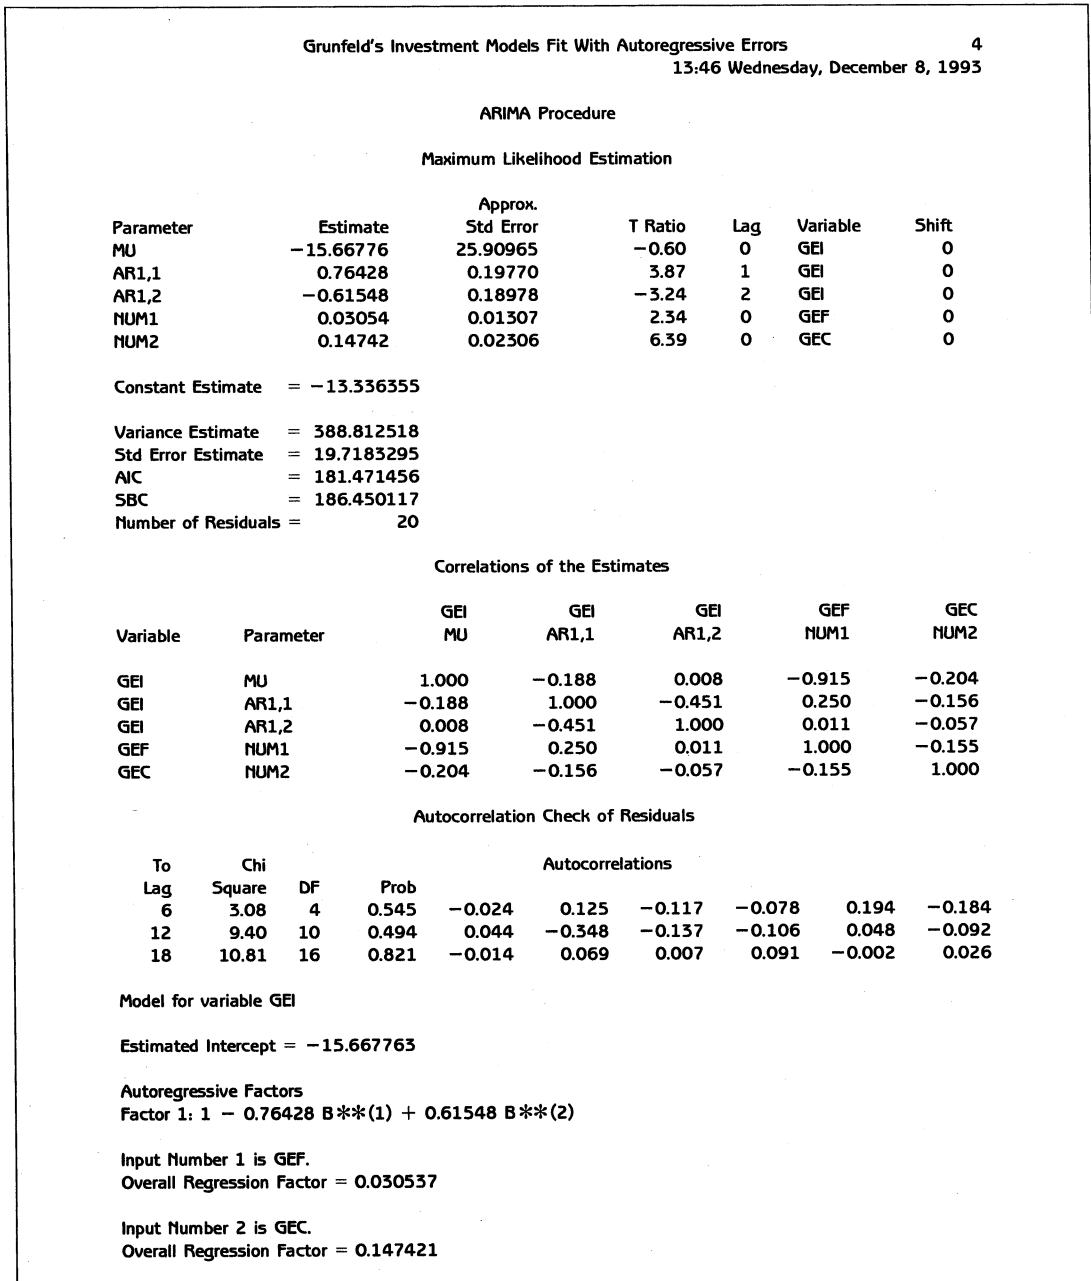 Grunfeld's Investment Models Fit With Autoregressive Errors 4
13:46 Wednesday, December 8, 1993
ARIMA Procedure
Maximum Likelihood Estimation
Approx.
Parameter Estimate Std Error T Ratio Lag Variable Shift
MU −15.66776 25.90965 −0.60 0 GEI 0
AR1,1 0.76428 0.19770 3.87 1 GEI 0
AR1,2 −0.61548 0.18978 −3.24 2 GEI 0
NUM1 0.03054 0.01307 2.34 0 GEF 0
NUM2 0.14742 0.02306 6.39 0 GEC 0
Constant Estimate = −13.336355
Variance Estimate = 388.812518
Std Error Estimate = 19.7183295
AIC = 181.471456
SBC = 186.450117
Number of Residuals = 20
Correlations of the Estimates
GEI GEI GEI GEF GEC
Variable Parameter MU AR1,1 AR1,2 NUM1 NUM2
GEI MU 1.000 −0.188 0.008 −0.915 −0.204
GEI AR1,1 −0.188 1.000 −0.451 0.250 −0.156
GEI AR1,2 0.008 −0.451 1.000 0.011 −0.057
GEF NUM1 −0.915 0.250 0.011 1.000 −0.155
GEC NUM2 −0.204 −0.156 −0.057 −0.155 1.000
Autocorrelation Check of Residuals
To Chi Autocorrelations
Lag Square DF Prob
6 3.08 4 0.545 −0.024 0.125 −0.117 −0.078 0.194 −0.184
12 9.40 10 0.494 0.044 −0.348 −0.137 −0.106 0.048 −0.092
18 10.81 16 0.821 −0.014 0.069 0.007 0.091 −0.002 0.026
Model for variable GEI
Estimated Intercept = −15.667763
Autoregressive Factors
Factor 1: 1 − 0.76428 B**(1) + 0.61548 B**(2)
Input Number 1 is GEF.
Overall Regression Factor = 0.030537
Input Number 2 is GEC.
Overall Regression Factor = 0.147421